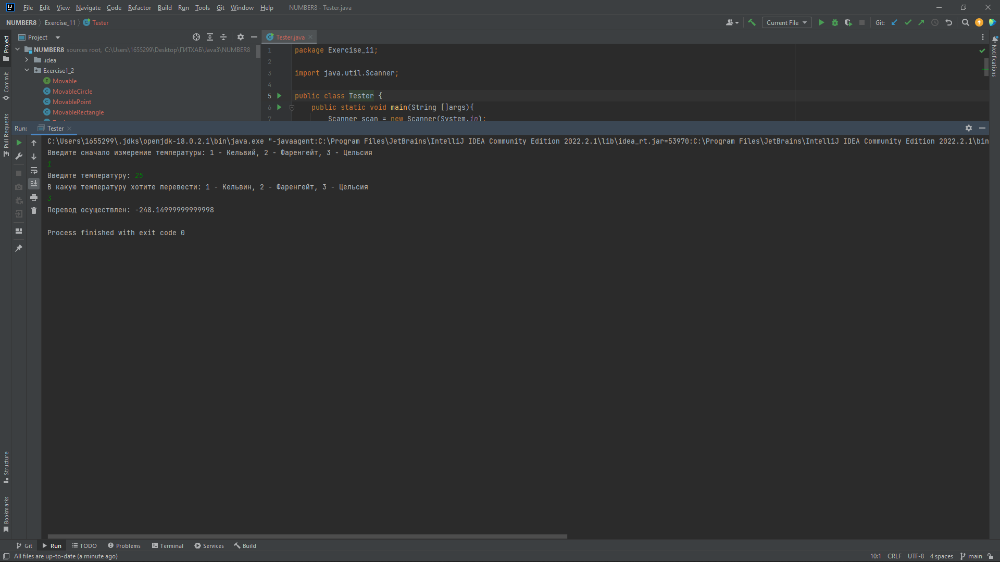 File Edit View Navigate Code Refactor Build Run Tools Git Window Help NUMBER8 - Tester.java
NUMBER8 Exercise_11 Tester
Current File
Git:
Project
Tester.java
NUMBER8 sources root, C:\Users\1655299\Desktop\ГИТХАБ\Java3\NUMBER8
.idea
Exercise1_2
Movable
MovableCircle
MovablePoint
MovableRectangle
1 package Exercise_11;
2
3 import java.util.Scanner;
4
5 public class Tester {
6 public static void main(String []args){
7 Scanner scan = new Scanner(System.in);
Run: Tester
C:\Users\1655299\.jdks\openjdk-18.0.2.1\bin\java.exe "-javaagent:C:\Program Files\JetBrains\IntelliJ IDEA Community Edition 2022.2.1\lib\idea_rt.jar=53970:C:\Program Files\JetBrains\IntelliJ IDEA Community Edition 2022.2.1\bin
Введите сначало измерение температуры: 1 - Кельвий, 2 - Фаренгейт, 3 - Цельсия
1
Введите температуру: 25
В какую температуру хотите перевести: 1 - Кельвин, 2 - Фаренгейт, 3 - Цельсия
3
Перевод осуществлен: -248.14999999999998
Process finished with exit code 0
Project
Commit
Pull Requests
Structure
Bookmarks
Notifications
Git Run TODO Problems Terminal Services Build
All files are up-to-date (a minute ago)
10:1 CRLF UTF-8 4 spaces main